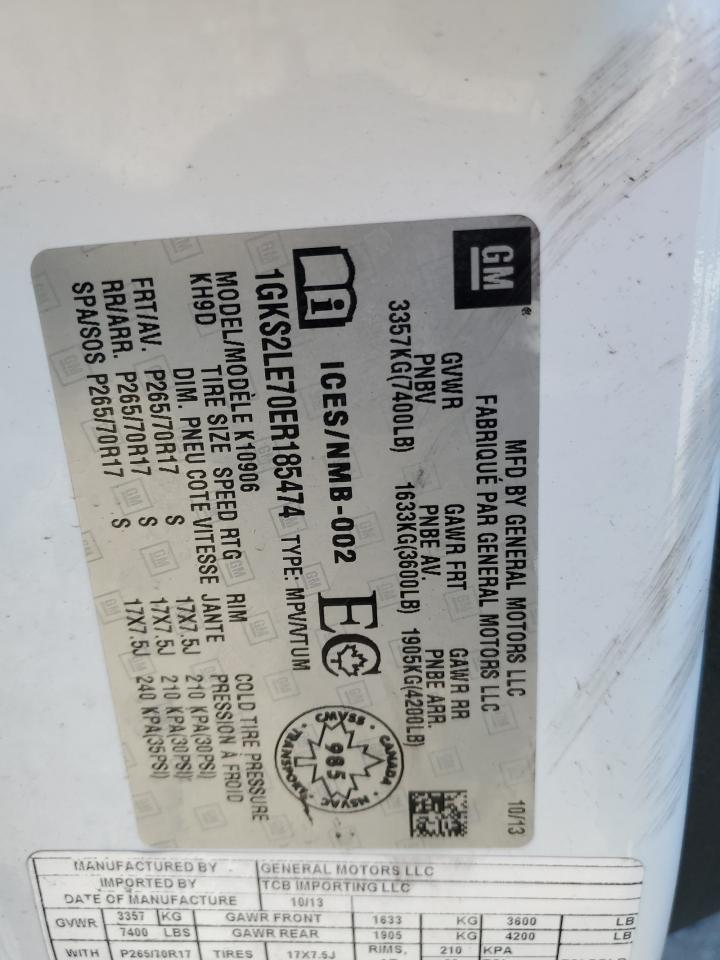 GM
MFD BY GENERAL MOTORS LLC 10/13
FABRIQUÉ PAR GENERAL MOTORS LLC
GVWR GAWR FRT GAWR RR
PNBV PNBE AV. PNBE ARR.
3357KG(7400LB) 1633KG(3600LB) 1905KG(4200LB)
i ICES/NMB-002 EC
CMVSS CANADA NSVAC TRANSPORT 985
1GKS2LE70ER185474 TYPE: MPV/VTUM
MODEL/MODÈLE K10906
KH9D TIRE SIZE SPEED RTG RIM COLD TIRE PRESSURE
DIM. PNEU COTE VITESSE JANTE PRESSION À FROID
FRT/AV. P265/70R17 S 17X7.5J 210 KPA(30PSI)
RR/ARR. P265/70R17 S 17X7.5J 210 KPA(30PSI)
SPA/SOS P265/70R17 S 17X7.5J 240 KPA(35PSI)
MANUFACTURED BY GENERAL MOTORS LLC
IMPORTED BY TCB IMPORTING LLC
DATE OF MANUFACTURE 10/13
GVWR 3357 KG GAWR FRONT 1633 KG 3600 LB
7400 LBS GAWR REAR 1905 KG 4200 LB
WITH P265/70R17 TIRES 17X7.5J RIMS, 210 KPA